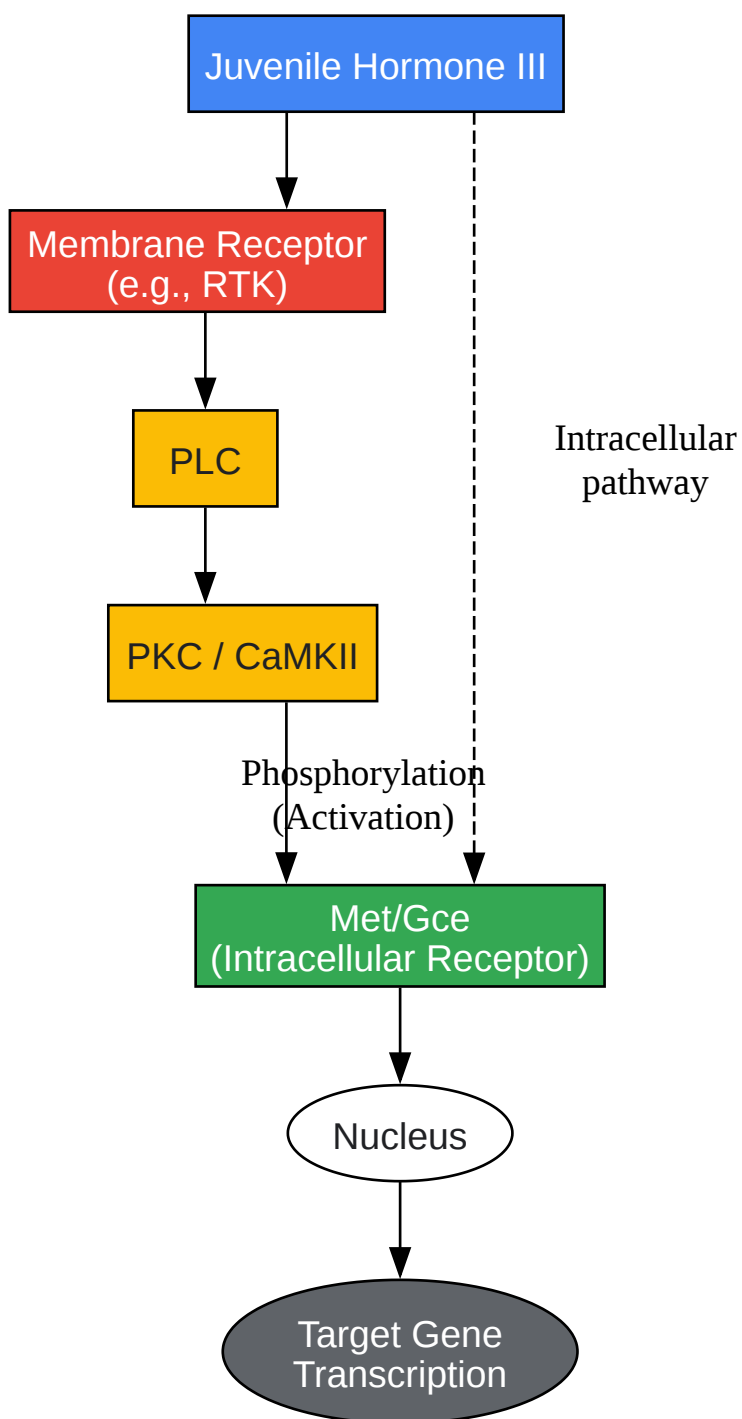 Juvenile Hormone III
Membrane Receptor
(e.g., RTK)
PLC
Intracellular
pathway
PKC / CaMKII
Phosphorylation
(Activation)
Met/Gce
(Intracellular Receptor)
Nucleus
Target Gene
Transcription